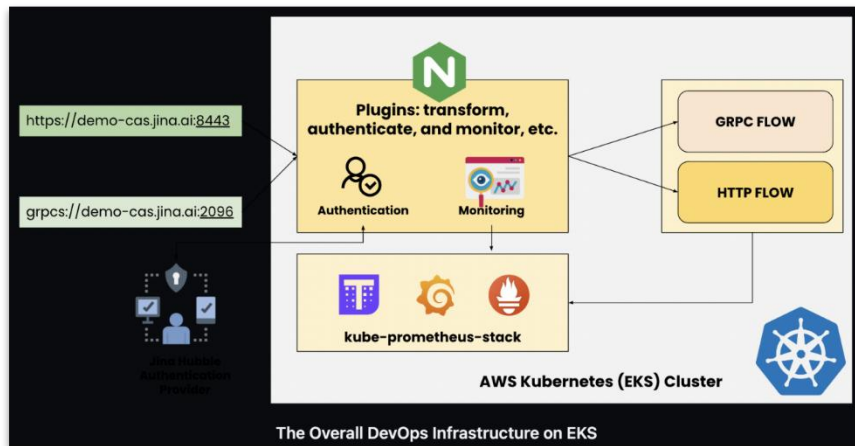 N
Plugins: transform,
authenticate, and monitor, etc.
https://demo-cas.jina.ai:8443
grpcs://demo-cas.jina.ai:2096
Authentication
Monitoring
GRPC FLOW
HTTP FLOW
Jina Hubble
Authentication
Provider
T
kube-prometheus-stack
AWS Kubernetes (EKS) Cluster
The Overall DevOps Infrastructure on EKS